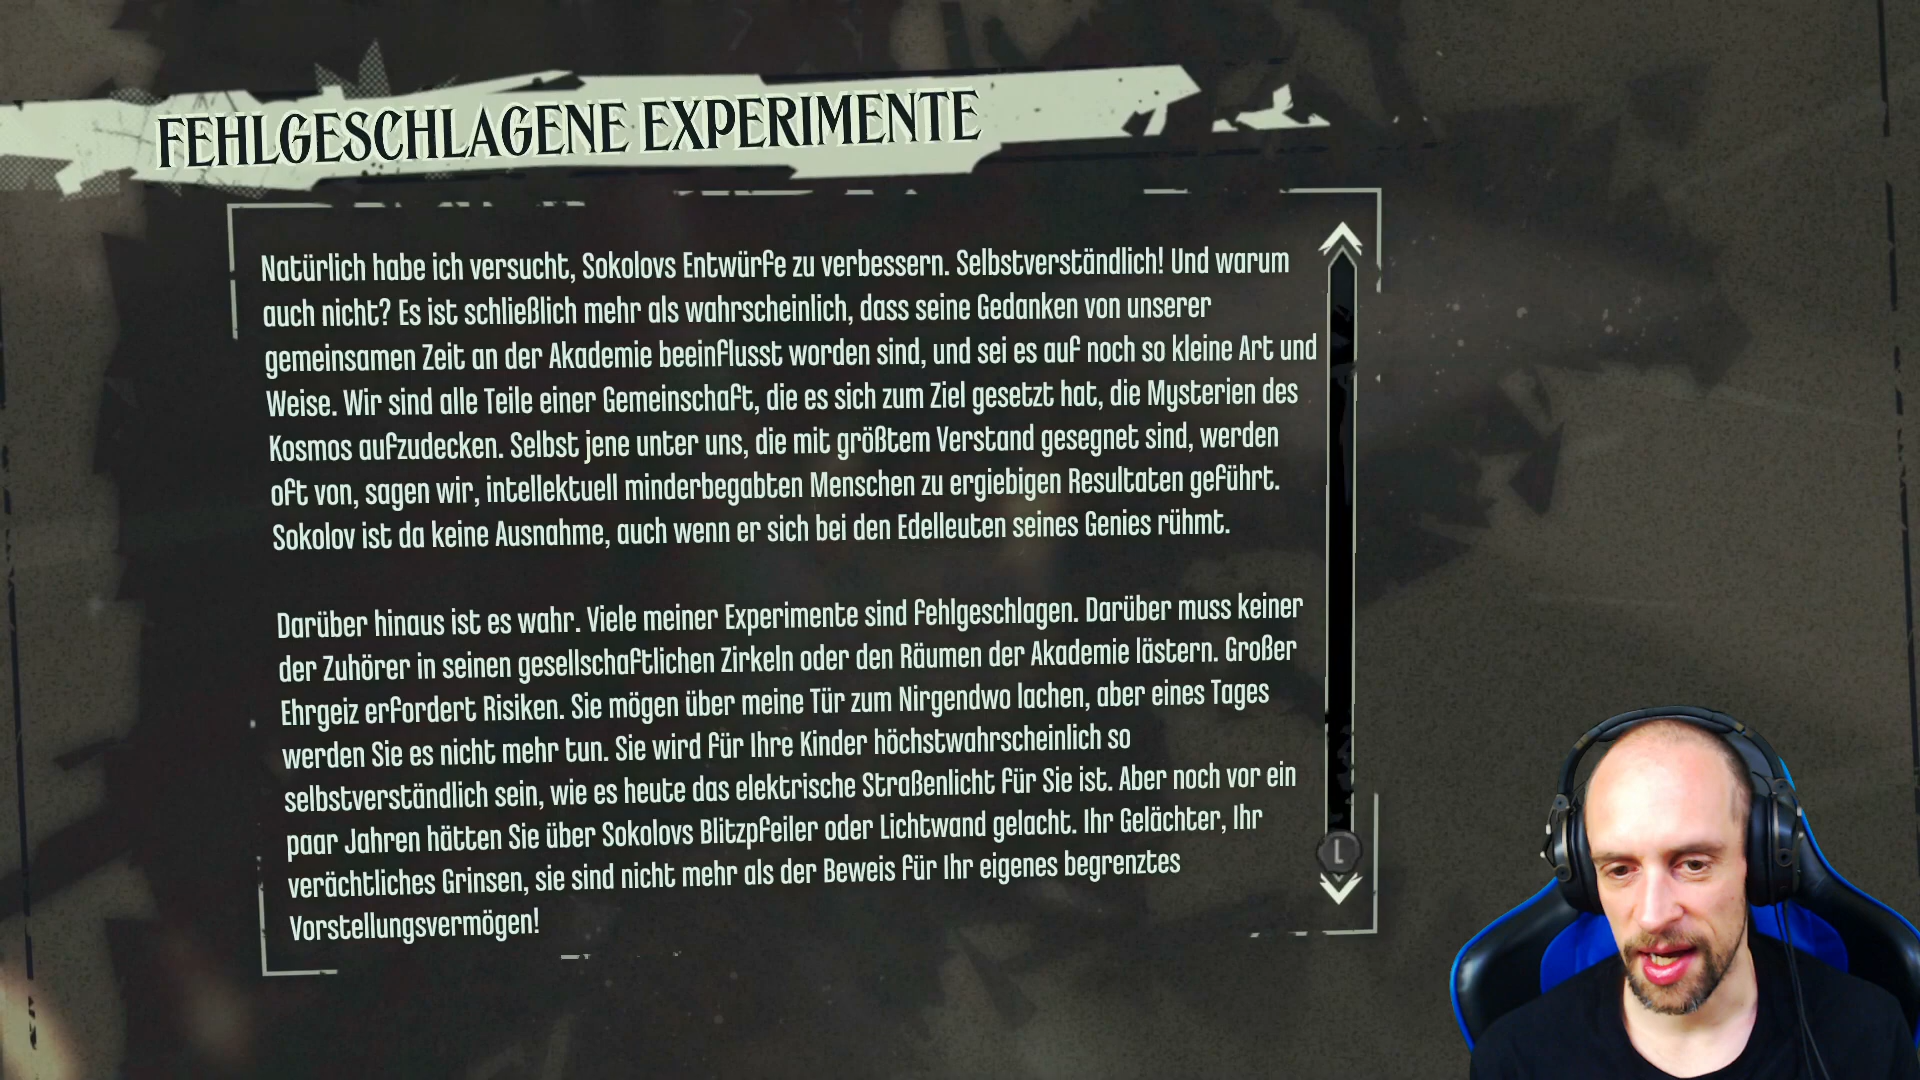 FEHLGESCHLAGENE EXPERIMENTE
Natürlich habe ich versucht, Sokolovs Entwürfe zu verbessern. Selbstverständlich! Und warum
auch nicht? Es ist schließlich mehr als wahrscheinlich, dass seine Gedanken von unserer
gemeinsamen Zeit an der Akademie beeinflusst worden sind, und sei es auf noch so kleine Art und
Weise. Wir sind alle Teile einer Gemeinschaft, die es sich zum Ziel gesetzt hat, die Mysterien des
Kosmos aufzudecken. Selbst jene unter uns, die mit größtem Verstand gesegnet sind, werden
oft von, sagen wir, intellektuell minderbegabten Menschen zu ergiebigen Resultaten geführt.
Sokolov ist da keine Ausnahme, auch wenn er sich bei den Edelleuten seines Genies rühmt.
Darüber hinaus ist es wahr. Viele meiner Experimente sind fehlgeschlagen. Darüber muss keiner
der Zuhörer in seinen gesellschaftlichen Zirkeln oder den Räumen der Akademie lästern. Großer
Ehrgeiz erfordert Risiken. Sie mögen über meine Tür zum Nirgendwo lachen, aber eines Tages
werden Sie es nicht mehr tun. Sie wird für Ihre Kinder höchstwahrscheinlich so
selbstverständlich sein, wie es heute das elektrische Straßenlicht für Sie ist. Aber noch vor ein
paar Jahren hätten Sie über Sokolovs Blitzpfeiler oder Lichtwand gelacht. Ihr Gelächter, Ihr
verächtliches Grinsen, sie sind nicht mehr als der Beweis für Ihr eigenes begrenztes
Vorstellungsvermögen!
L